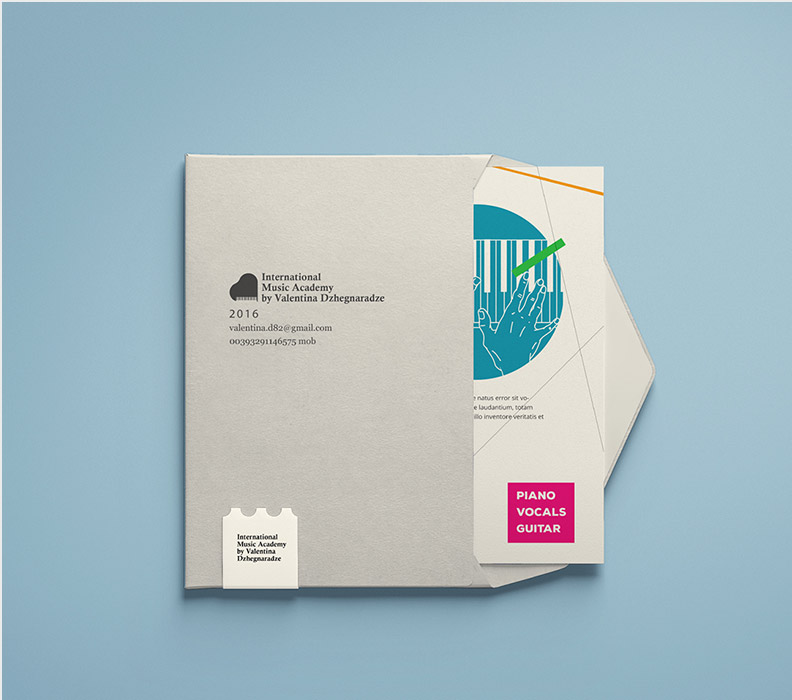 International
Music Academy
by Valentina Dzhegnaradze
2016
valentina.d82@gmail.com
00393291146575 mob
International
Music Academy
by Valentina
Dzhegnaradze
natus error sit vo-
laudantium, totam
illo inventore veritatis et
PIANO
VOCALS
GUITAR